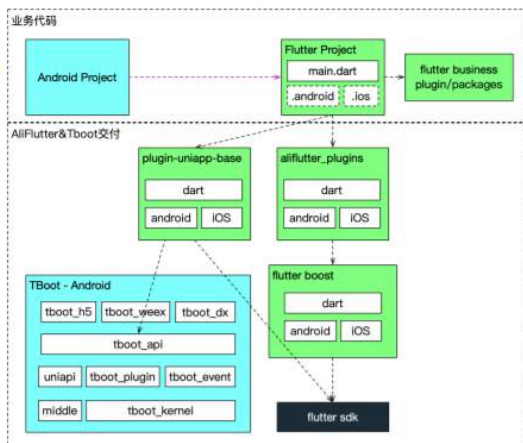 业务代码
Android Project
Flutter Project
main.dart
.android
.ios
flutter business
plugin/packages
AliFlutter&Tboot交付
plugin-uniapp-base
dart
android
iOS
aliflutter_plugins
dart
android
iOS
TBoot - Android
tboot_h5
tboot_weex
tboot_dx
tboot_api
uniapi
tboot_plugin
tboot_event
middle
tboot_kernel
flutter boost
dart
android
iOS
flutter sdk